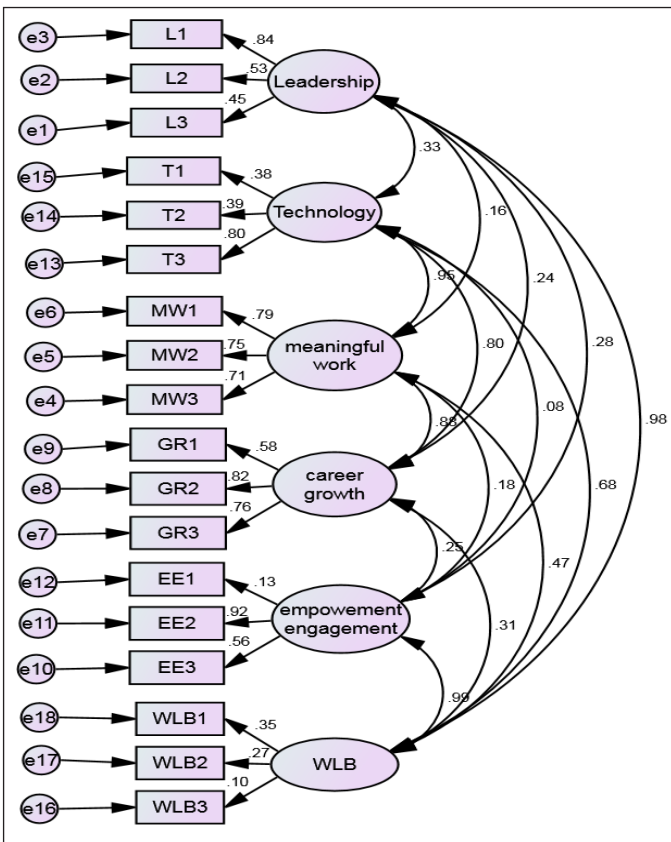 e3
L1
.84
e2
L2
.53
Leadership
e1
L3
.45
.33
e15
T1
.38
e14
T2
.39
Technology
.16
e13
T3
.80
.95
.24
e6
MW1
.79
e5
MW2
.75
meaningful
work
.80
.28
e4
MW3
.71
.08
.98
e9
GR1
.58
.88
e8
GR2
.82
career
growth
.18
.68
e7
GR3
.76
.25
.47
e12
EE1
.13
e11
EE2
.92
empowement
engagement
.31
e10
EE3
.56
.99
e18
WLB1
.35
e17
WLB2
.27
WLB
e16
WLB3
.10